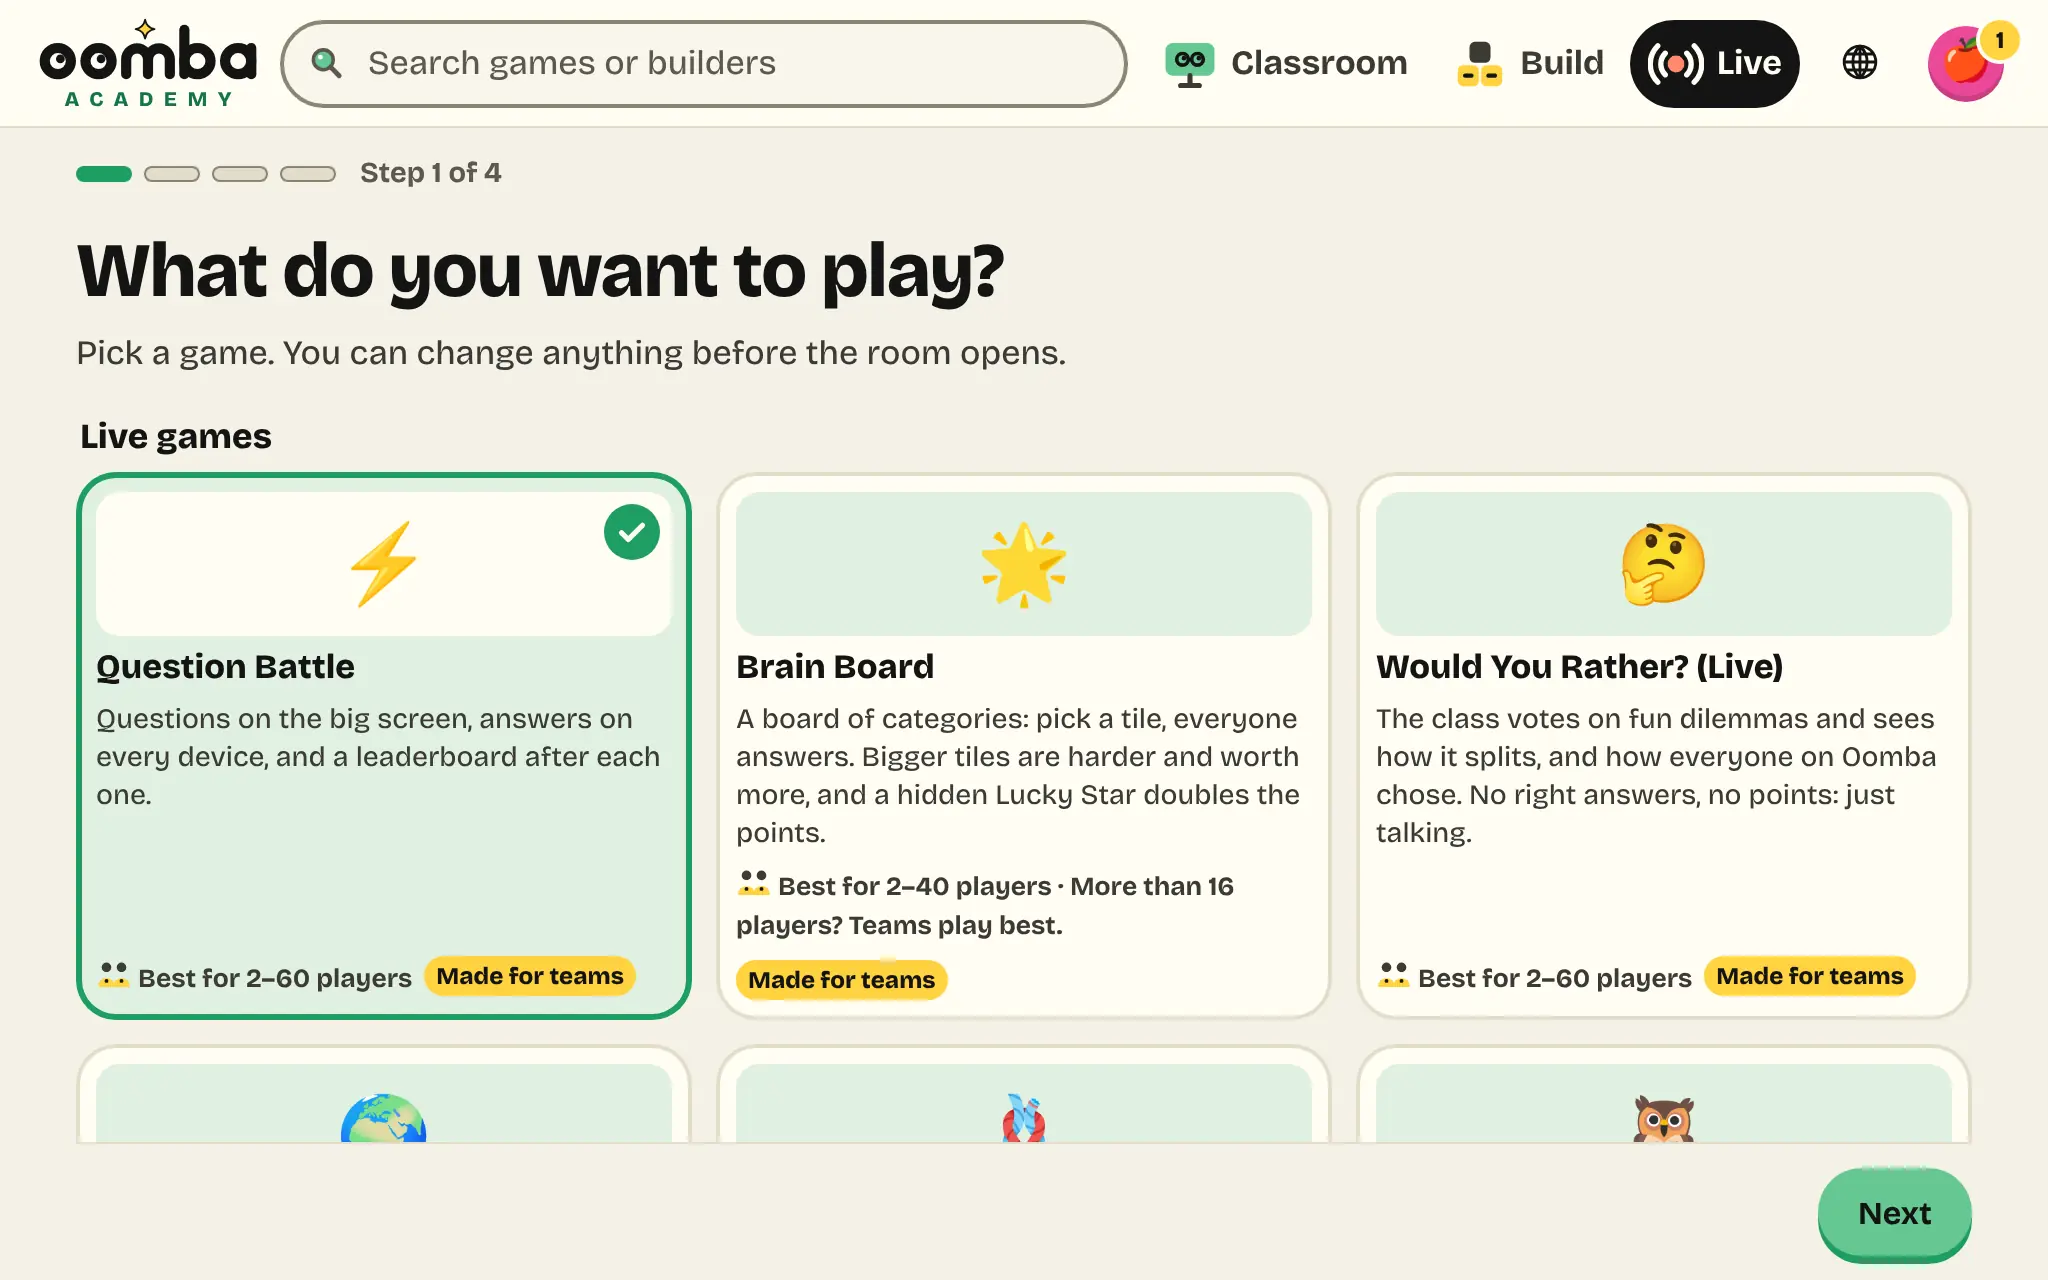 oomba
ACADEMY
Search games or builders
Classroom
Build
Live
1
Step 1 of 4
What do you want to play?
Pick a game. You can change anything before the room opens.
Live games
Question Battle
Questions on the big screen, answers on
every device, and a leaderboard after each
one.
Best for 2–60 players
Made for teams
Brain Board
A board of categories: pick a tile, everyone
answers. Bigger tiles are harder and worth
more, and a hidden Lucky Star doubles the
points.
Best for 2–40 players · More than 16
players? Teams play best.
Made for teams
Would You Rather? (Live)
The class votes on fun dilemmas and sees
how it splits, and how everyone on Oomba
chose. No right answers, no points: just
talking.
Best for 2–60 players
Made for teams
Next